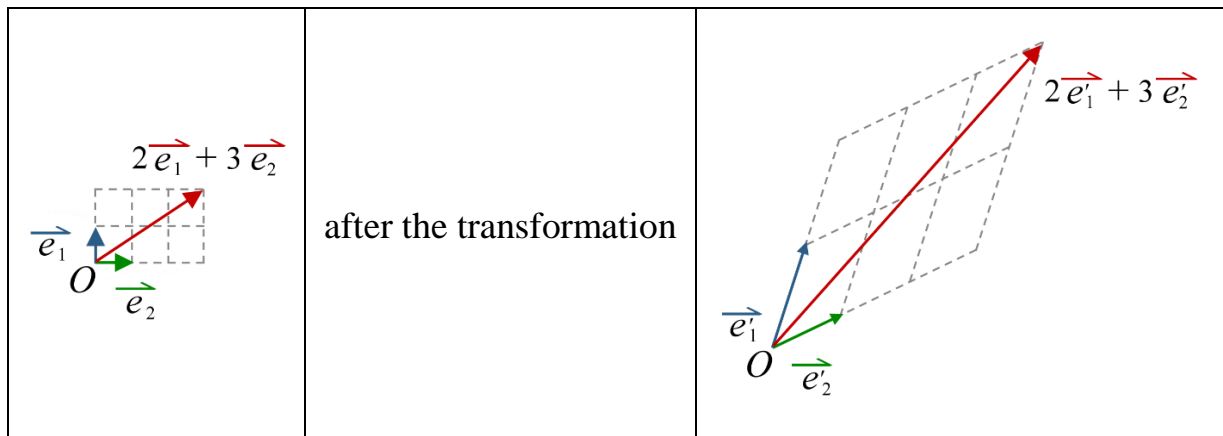 2e₁ + 3e₂
e₁
O
e₂
after the transformation
2e′₁ + 3e′₂
e′₁
O
e′₂